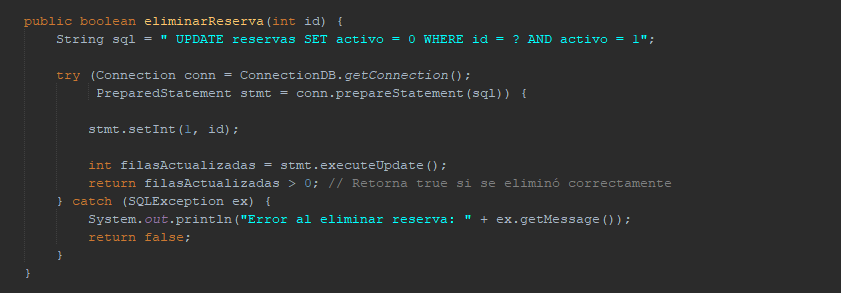 public boolean eliminarReserva(int id) {
    String sql = " UPDATE reservas SET activo = 0 WHERE id = ? AND activo = 1";
    try (Connection conn = ConnectionDB.getConnection();
         PreparedStatement stmt = conn.prepareStatement(sql)) {
        stmt.setInt(1, id);
        int filasActualizadas = stmt.executeUpdate();
        return filasActualizadas > 0; // Retorna true si se eliminó correctamente
    } catch (SQLException ex) {
        System.out.println("Error al eliminar reserva: " + ex.getMessage());
        return false;
    }
}